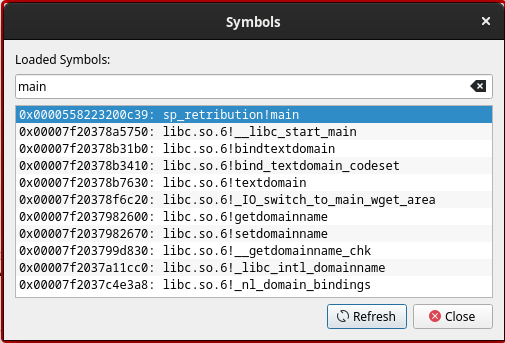 Symbols
Loaded Symbols:
main
0x0000558223200c39: sp_retribution!main
0x00007f20378a5750: libc.so.6!__libc_start_main
0x00007f20378b31b0: libc.so.6!bindtextdomain
0x00007f20378b3410: libc.so.6!bind_textdomain_codeset
0x00007f20378b7630: libc.so.6!textdomain
0x00007f20378f6c20: libc.so.6!_IO_switch_to_main_wget_area
0x00007f2037982600: libc.so.6!getdomainname
0x00007f2037982670: libc.so.6!setdomainname
0x00007f203799d830: libc.so.6!__getdomainname_chk
0x00007f2037a11cc0: libc.so.6!_libc_intl_domainname
0x00007f2037c4e3a8: libc.so.6!_nl_domain_bindings
Refresh Close